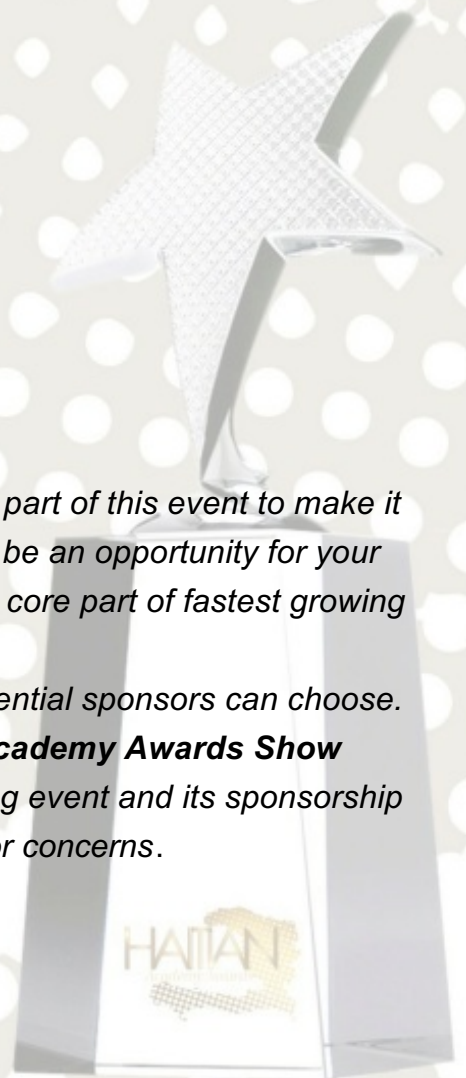 part of this event to make it
be an opportunity for your
core part of fastest growing
ential sponsors can choose.
cademy Awards Show
g event and its sponsorship
or concerns.
HAITIAN